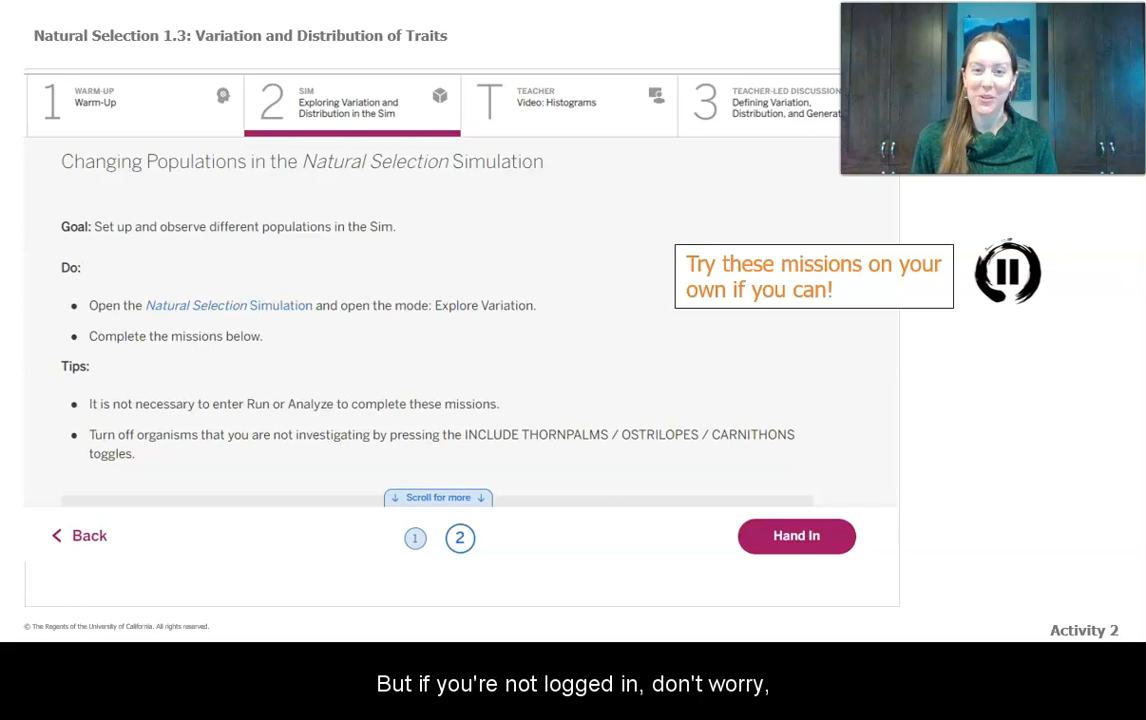 Natural Selection 1.3: Variation and Distribution of Traits
1
WARM-UP
Warm-Up
2
SIM
Exploring Variation and
Distribution in the Sim
T
TEACHER
Video: Histograms
3
TEACHER-LED DISCUSSION
Defining Variation,
Distribution, and Generat
Changing Populations in the Natural Selection Simulation
Goal: Set up and observe different populations in the Sim.
Try these missions on your
own if you can!
Do:
● Open the Natural Selection Simulation and open the mode: Explore Variation.
● Complete the missions below.
Tips:
● It is not necessary to enter Run or Analyze to complete these missions.
● Turn off organisms that you are not investigating by pressing the INCLUDE THORNPALMS / OSTRILOPES / CARNITHONS
toggles.
↓ Scroll for more ↓
< Back
1
2
Hand In
© The Regents of the University of California. All rights reserved.
Activity 2
But if you're not logged in, don't worry,